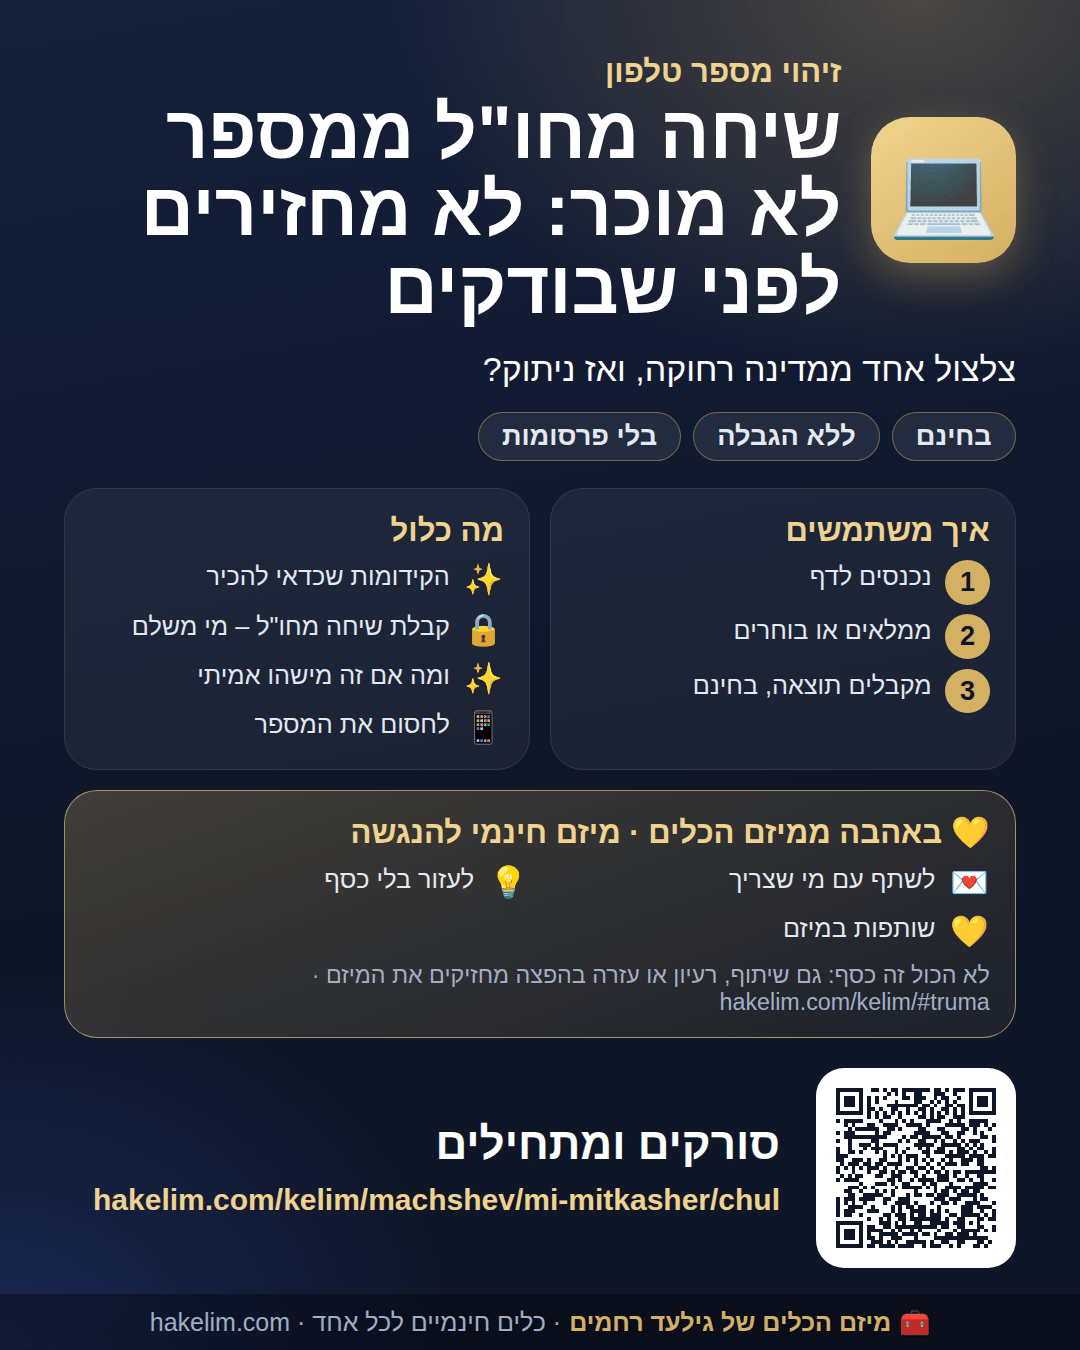 זיהוי מספר טלפון
שיחה מחו"ל ממספר
לא מוכר: לא מחזירים
לפני שבודקים
צלצול אחד ממדינה רחוקה, ואז ניתוק?
בחינם
ללא הגבלה
בלי פרסומות
איך משתמשים
1 נכנסים לדף
2 ממלאים או בוחרים
3 מקבלים תוצאה, בחינם
מה כלול
✨ הקידומות שכדאי להכיר
🔒 קבלת שיחה מחו"ל – מי משלם
✨ ומה אם זה מישהו אמיתי
📱 לחסום את המספר
💛 באהבה ממיזם הכלים · מיזם חינמי להנגשה
💌 לשתף עם מי שצריך
💡 לעזור בלי כסף
💛 שותפות במיזם
לא הכול זה כסף: גם שיתוף, רעיון או עזרה בהפצה מחזיקים את המיזם ·
hakelim.com/kelim/#truma
סורקים ומתחילים
hakelim.com/kelim/machshev/mi-mitkasher/chul
🧰 מיזם הכלים של גילעד רחמים · כלים חינמיים לכל אחד · hakelim.com